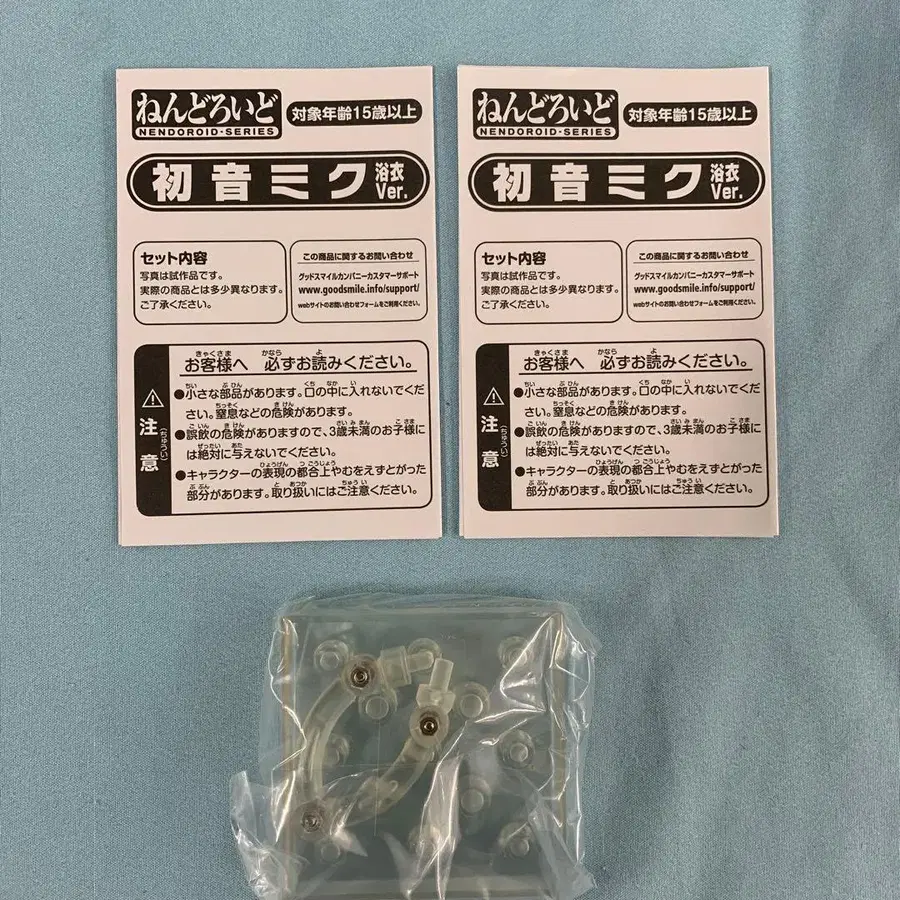 ねんどろいど
NENDOROID-SERIES
対象年齢15歳以上
初音ミク 浴衣 Ver.
セット内容
写真は試作品です。
実際の商品とは多少異なります。
ご了承ください。
この商品に関するお問い合わせ
グッドスマイルカンパニーカスタマーサポート
www.goodsmile.info/support/
webサイトのお問い合わせフォームをご利用ください。
注意
お客様へ 必ずお読みください。
●小さな部品があります。口の中に入れないでくだ
さい。窒息などの危険があります。
●誤飲の危険がありますので、3歳未満のお子様に
は絶対に与えないでください。
●キャラクターの表現の都合上やむをえずとがった
部分があります。取り扱いにはご注意ください。
ねんどろいど
NENDOROID-SERIES
対象年齢15歳以上
初音ミク 浴衣 Ver.
セット内容
写真は試作品です。
実際の商品とは多少異なります。
ご了承ください。
この商品に関するお問い合わせ
グッドスマイルカンパニーカスタマーサポート
www.goodsmile.info/support/
webサイトのお問い合わせフォームをご利用ください。
注意
お客様へ 必ずお読みください。
●小さな部品があります。口の中に入れないでくだ
さい。窒息などの危険があります。
●誤飲の危険がありますので、3歳未満のお子様に
は絶対に与えないでください。
●キャラクターの表現の都合上やむをえずとがった
部分があります。取り扱いにはご注意ください。